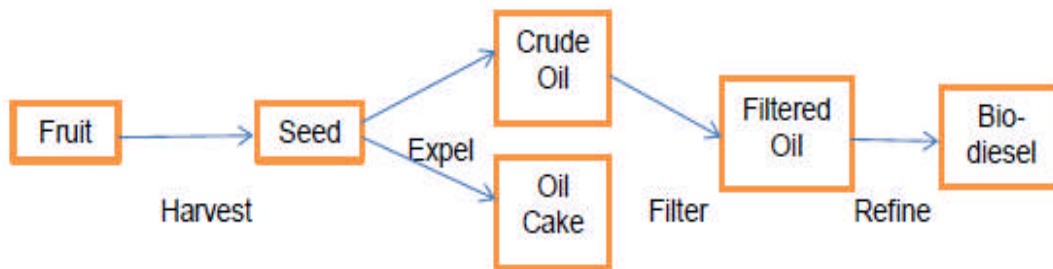 Fruit
Harvest
Seed
Expel
Crude
Oil
Oil
Cake
Filter
Filtered
Oil
Refine
Bio-
diesel